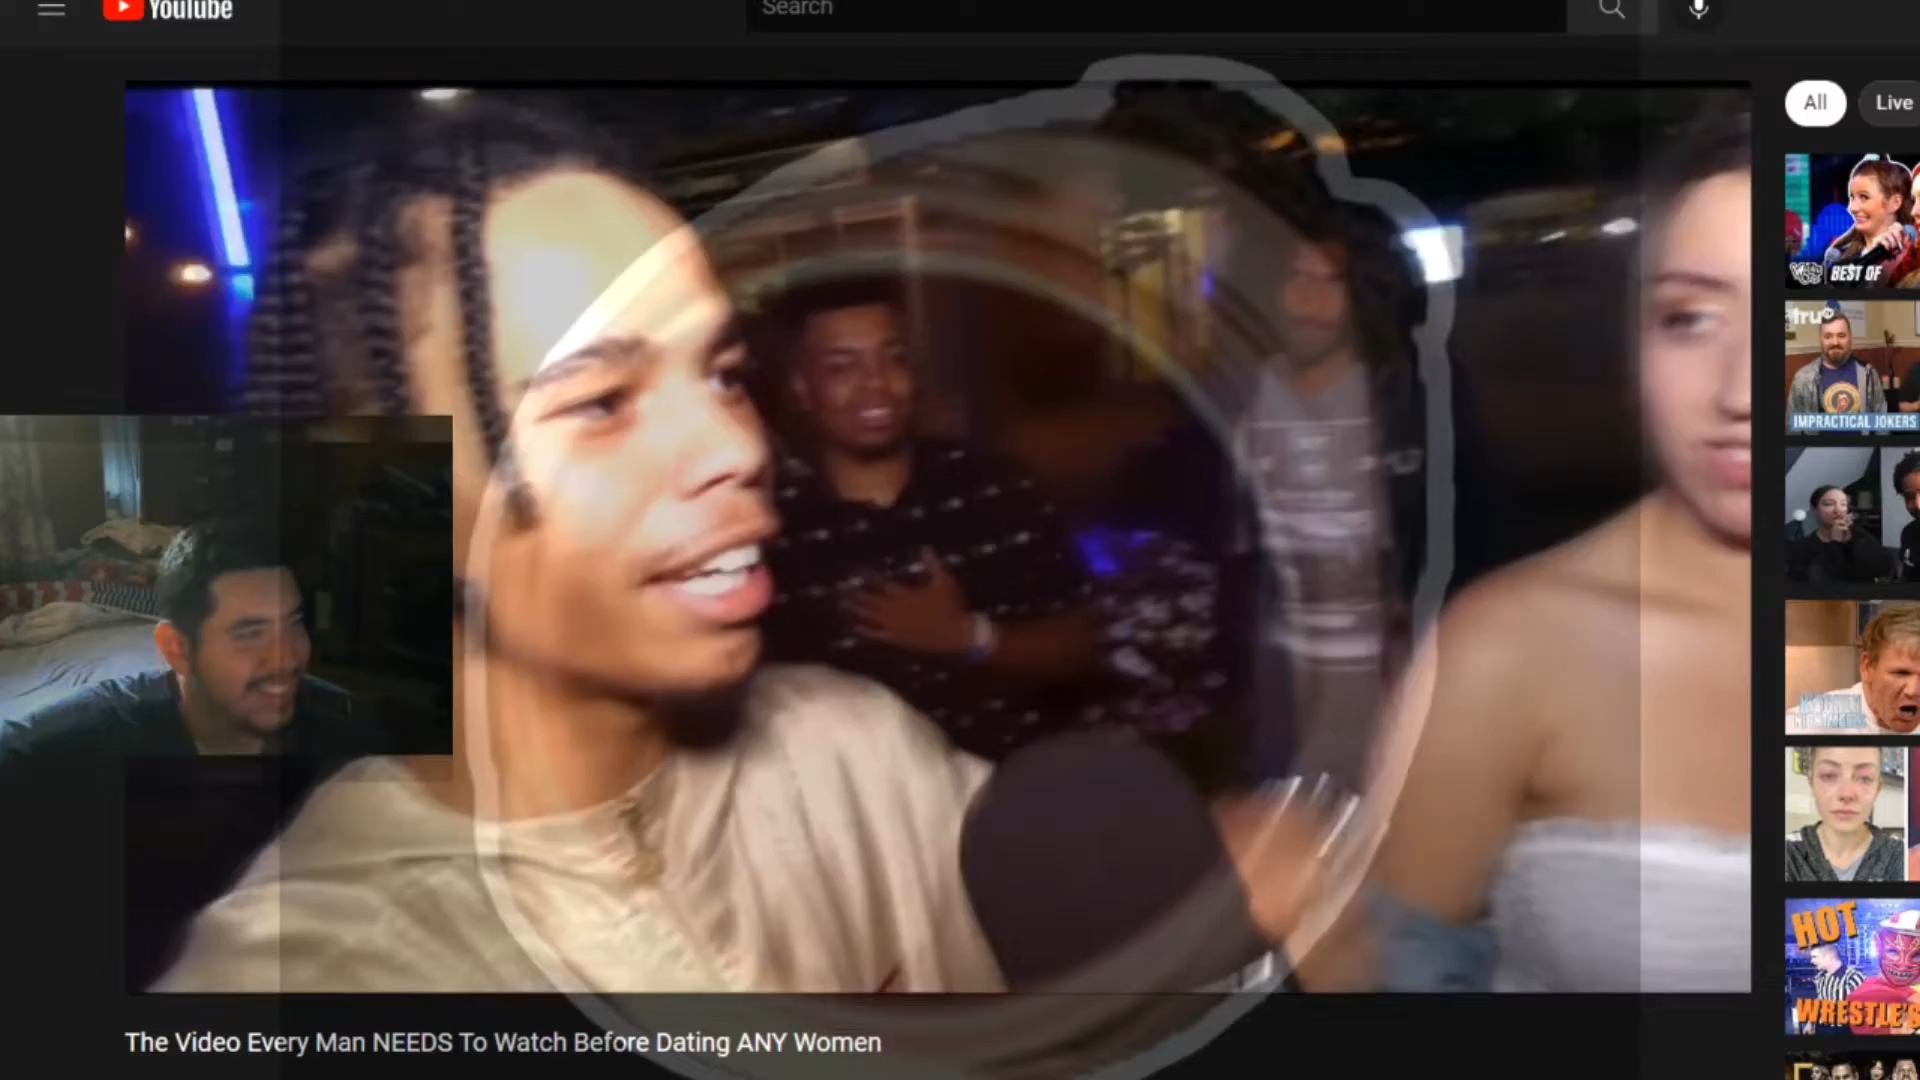 YouTube
Search
All
Live
BEST OF
tru
IMPRACTICAL JOKERS
HOT
WRESTLE'S
The Video Every Man NEEDS To Watch Before Dating ANY Women